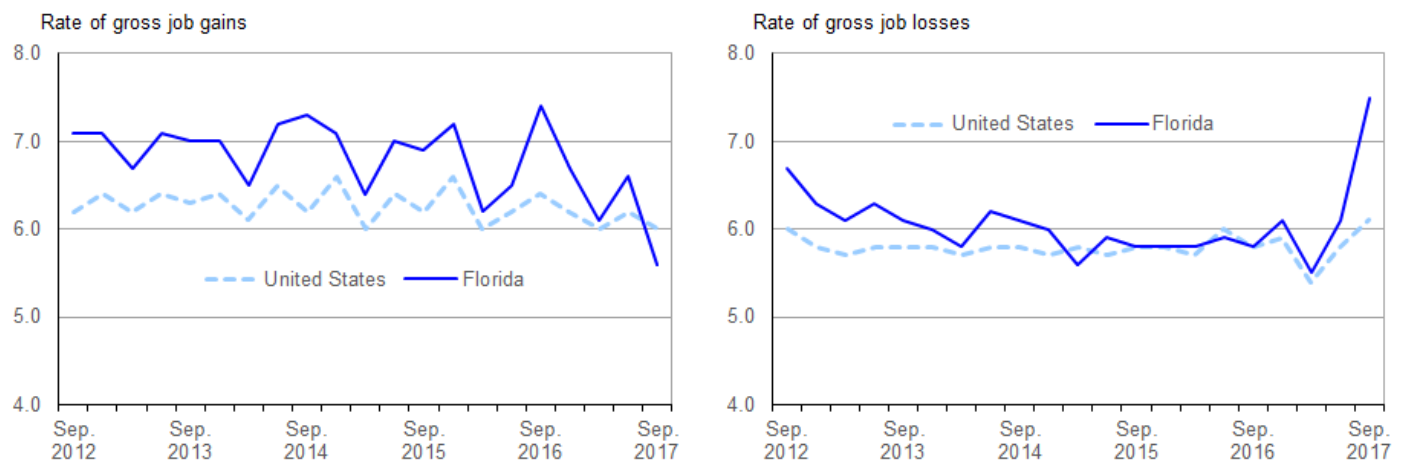 Rate of gross job gains
8.0
7.0
6.0
5.0
4.0
United States Florida
Sep. Sep. Sep. Sep. Sep. Sep.
2012 2013 2014 2015 2016 2017
Rate of gross job losses
8.0
7.0
6.0
5.0
4.0
United States Florida
Sep. Sep. Sep. Sep. Sep. Sep.
2012 2013 2014 2015 2016 2017